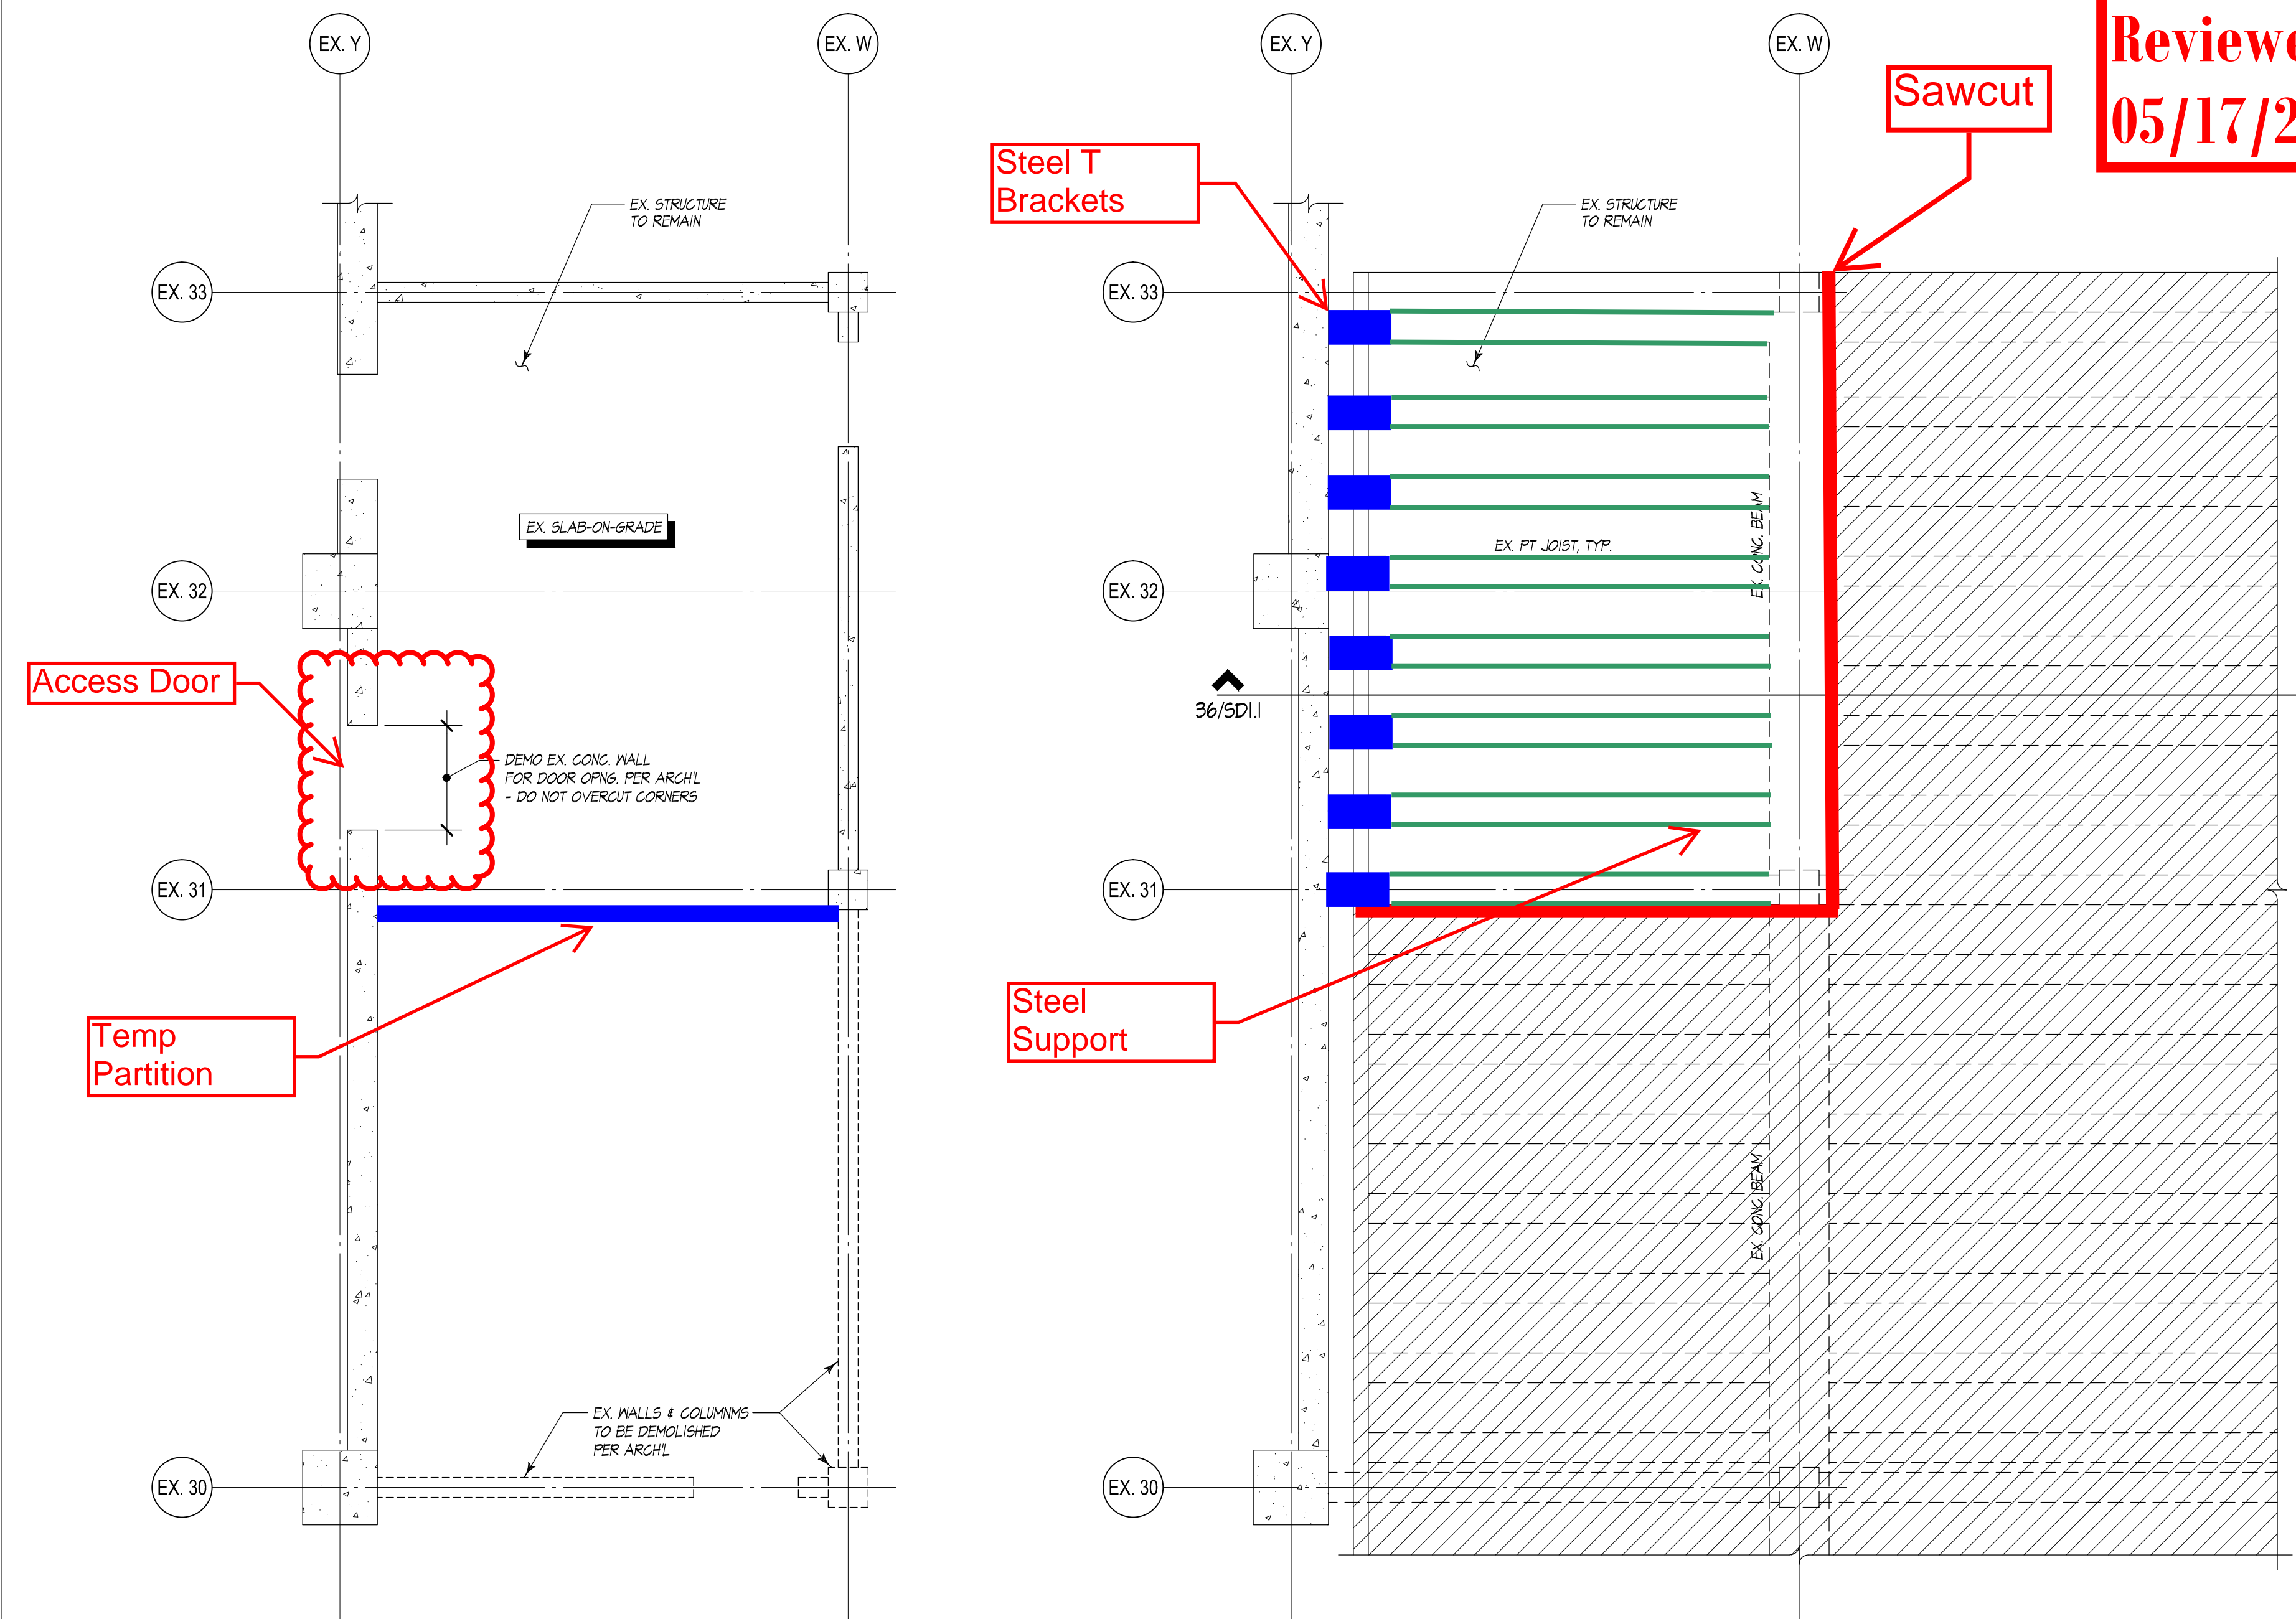 EX. Y
EX. W
EX. STRUCTURE
TO REMAIN
EX. 33
EX. SLAB-ON-GRADE
EX. 32
Access Door
DEMO EX. CONC. WALL
FOR DOOR OPNG. PER ARCH'L
- DO NOT OVERCUT CORNERS
EX. 31
Temp
Partition
EX. WALLS & COLUMNMS
TO BE DEMOLISHED
PER ARCH'L
EX. 30
EX. Y
EX. W
Sawcut
05/17/2
Steel T
Brackets
EX. STRUCTURE
TO REMAIN
EX. 33
EX. CONC. BEAM
EX. PT JOIST, TYP.
EX. 32
36/SD1.1
EX. 31
Steel
Support
EX. CONC. BEAM
EX. 30